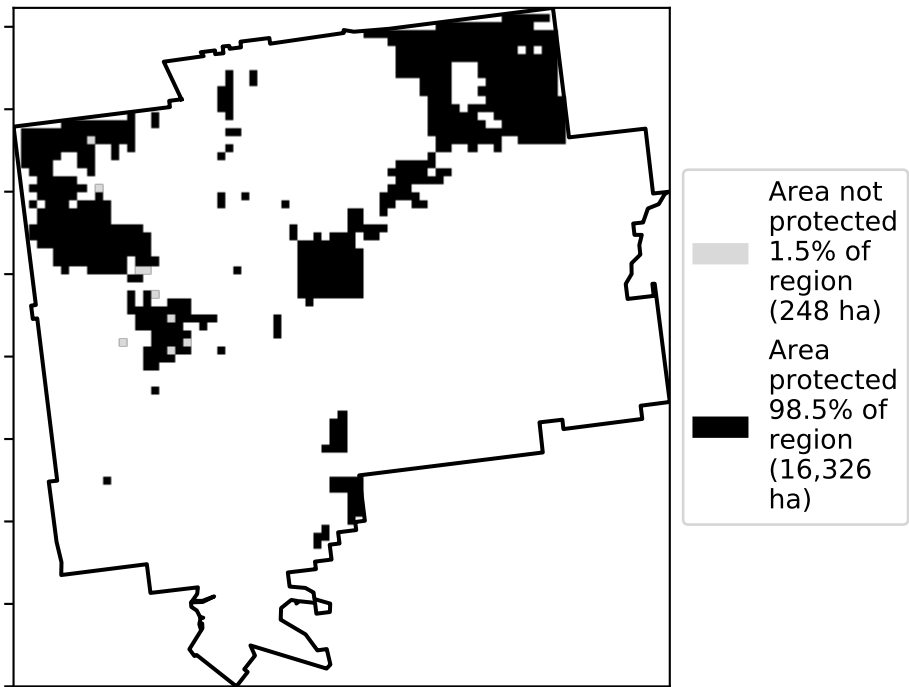 Area not
protected
1.5% of
region
(248 ha)
Area
protected
98.5% of
region
(16,326
ha)